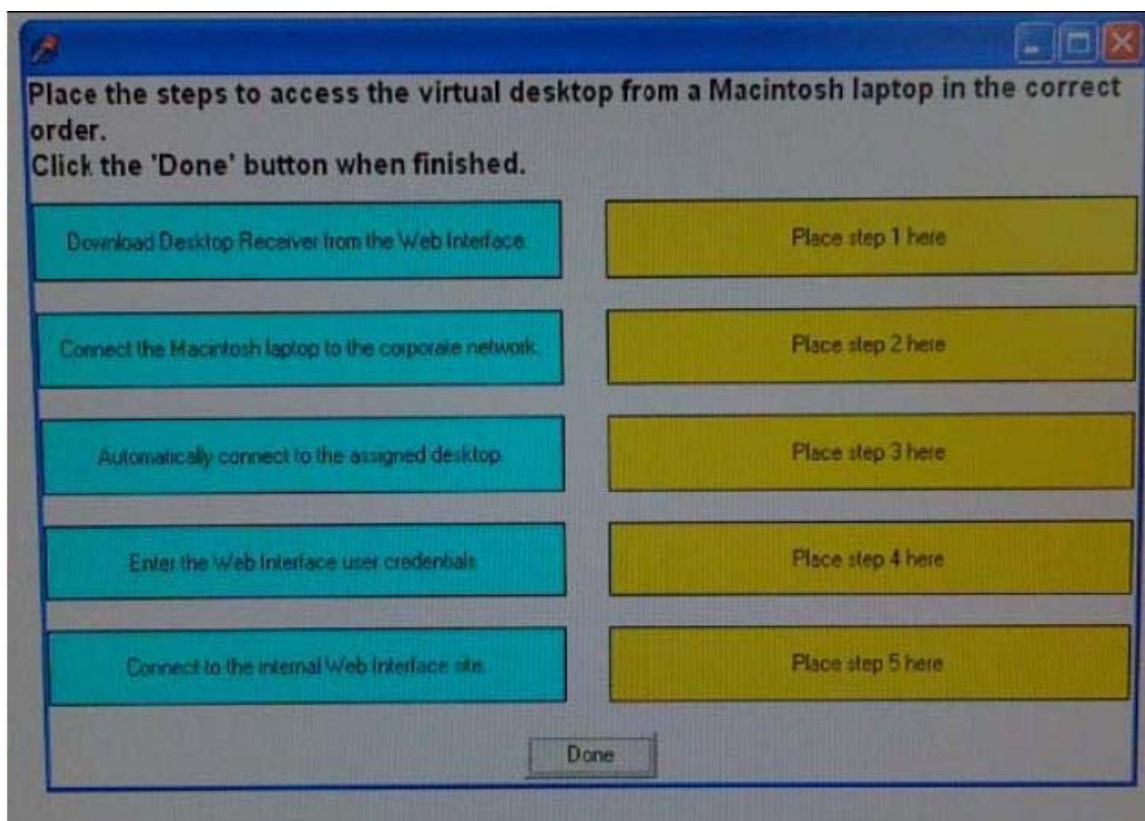 Place the steps to access the virtual desktop from a Macintosh laptop in the correct
order.
Click the 'Done' button when finished.
Download Desktop Receiver from the Web Interface.
Place step 1 here
Connect the Macintosh laptop to the corporate network.
Place step 2 here
Automatically connect to the assigned desktop.
Place step 3 here
Enter the Web Interface user credentials.
Place step 4 here
Connect to the internal Web Interface site.
Place step 5 here
Done